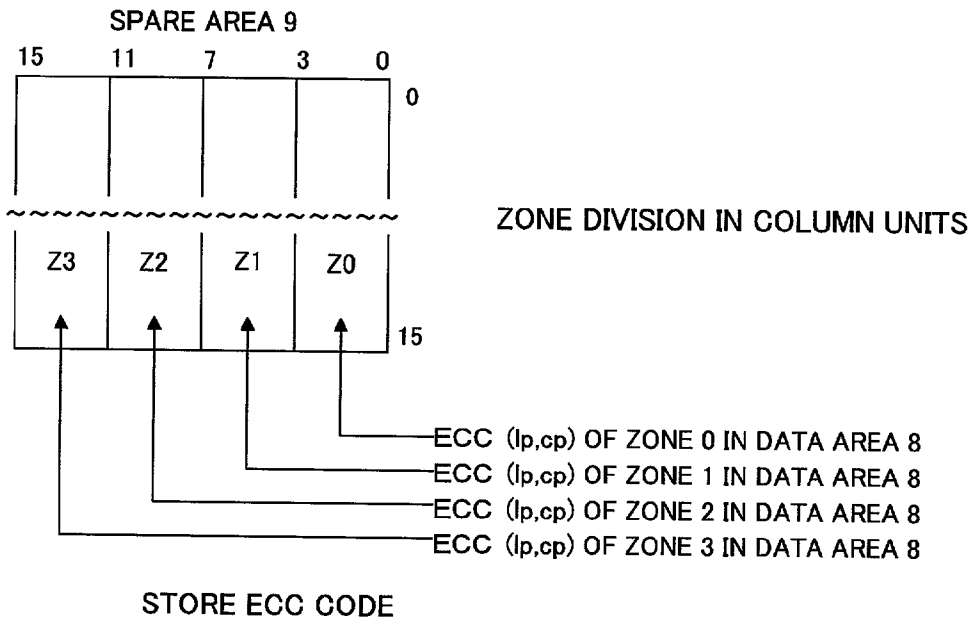 SPARE AREA 9
15 11 7 3 0
0
ZONE DIVISION IN COLUMN UNITS
Z3 Z2 Z1 Z0
15
ECC (lp,cp) OF ZONE 0 IN DATA AREA 8
ECC (lp,cp) OF ZONE 1 IN DATA AREA 8
ECC (lp,cp) OF ZONE 2 IN DATA AREA 8
ECC (lp,cp) OF ZONE 3 IN DATA AREA 8
STORE ECC CODE